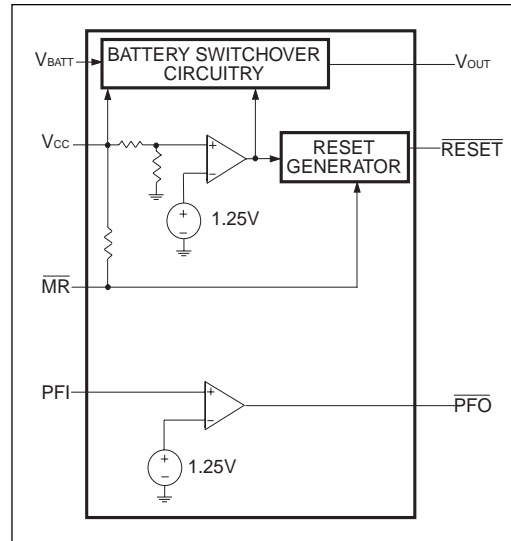 BATTERY SWITCHOVER
CIRCUITRY
VBATT
VOUT
VCC
+
−
RESET
GENERATOR
RESET
+
−
1.25V
MR
PFI
+
−
PFO
+
−
1.25V